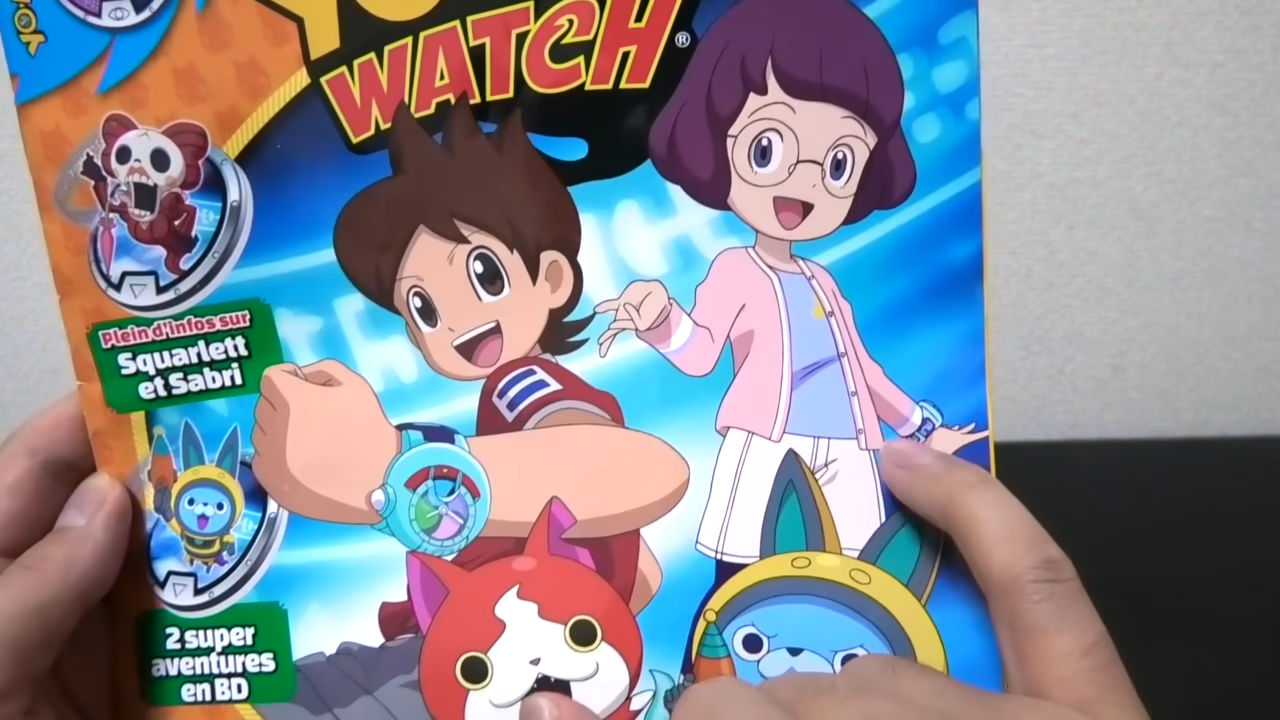 WATCH®
Plein d'infos sur
Squarlett
et Sabri
2 super
aventures
en BD